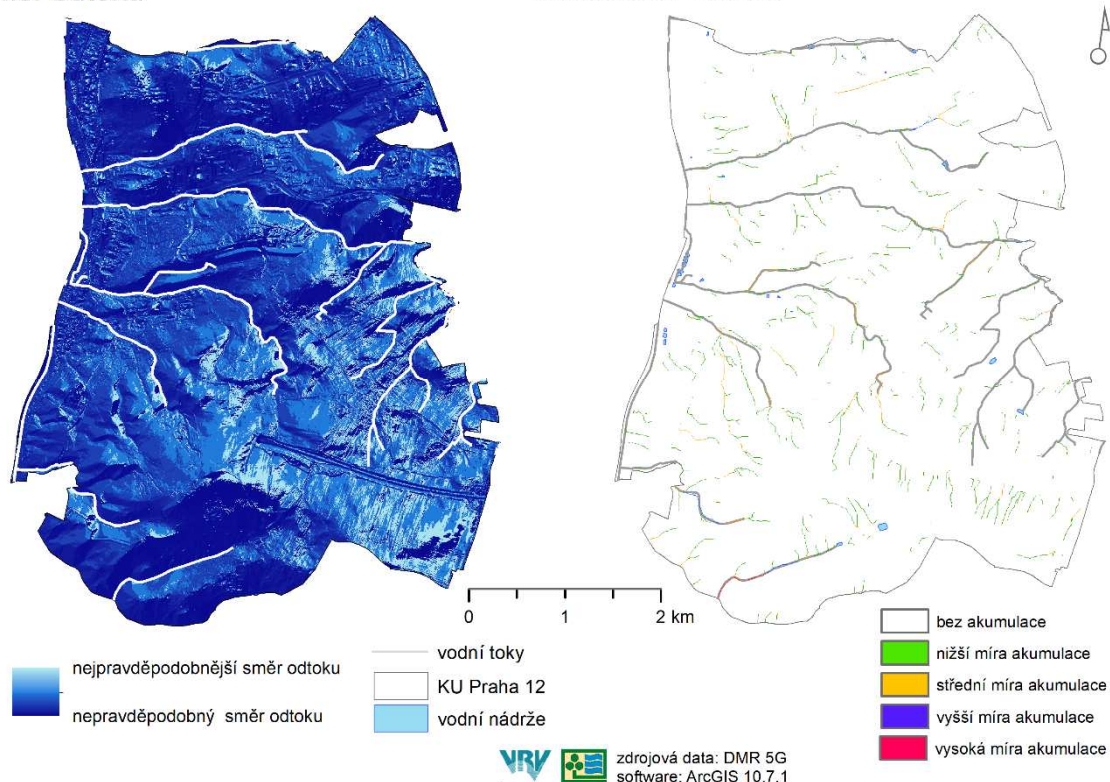 0 1 2 km
nejpravděpodobnější směr odtoku
nepravděpodobný směr odtoku
vodní toky
KU Praha 12
vodní nádrže
bez akumulace
nižší míra akumulace
střední míra akumulace
vyšší míra akumulace
vysoká míra akumulace
VRV
zdrojová data: DMR 5G
software: ArcGIS 10.7.1